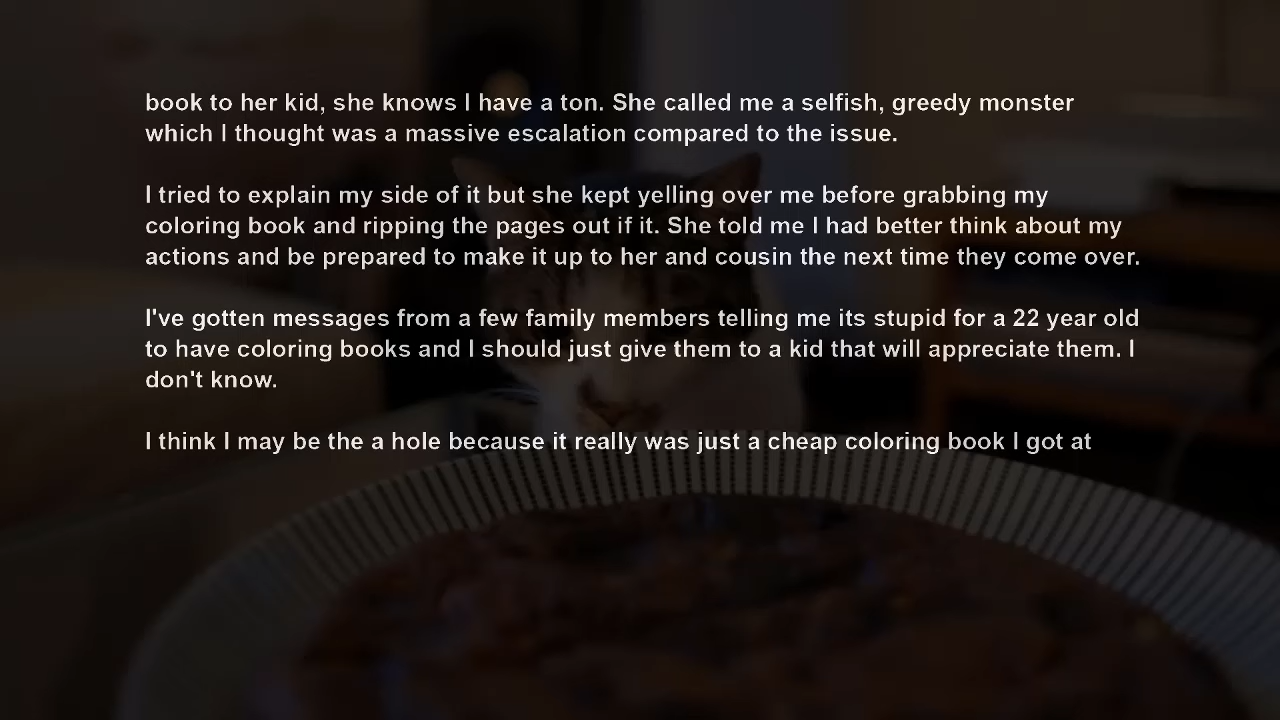 book to her kid, she knows I have a ton. She called me a selfish, greedy monster
which I thought was a massive escalation compared to the issue.
I tried to explain my side of it but she kept yelling over me before grabbing my
coloring book and ripping the pages out if it. She told me I had better think about my
actions and be prepared to make it up to her and cousin the next time they come over.
I've gotten messages from a few family members telling me its stupid for a 22 year old
to have coloring books and I should just give them to a kid that will appreciate them. I
don't know.
I think I may be the a hole because it really was just a cheap coloring book I got at